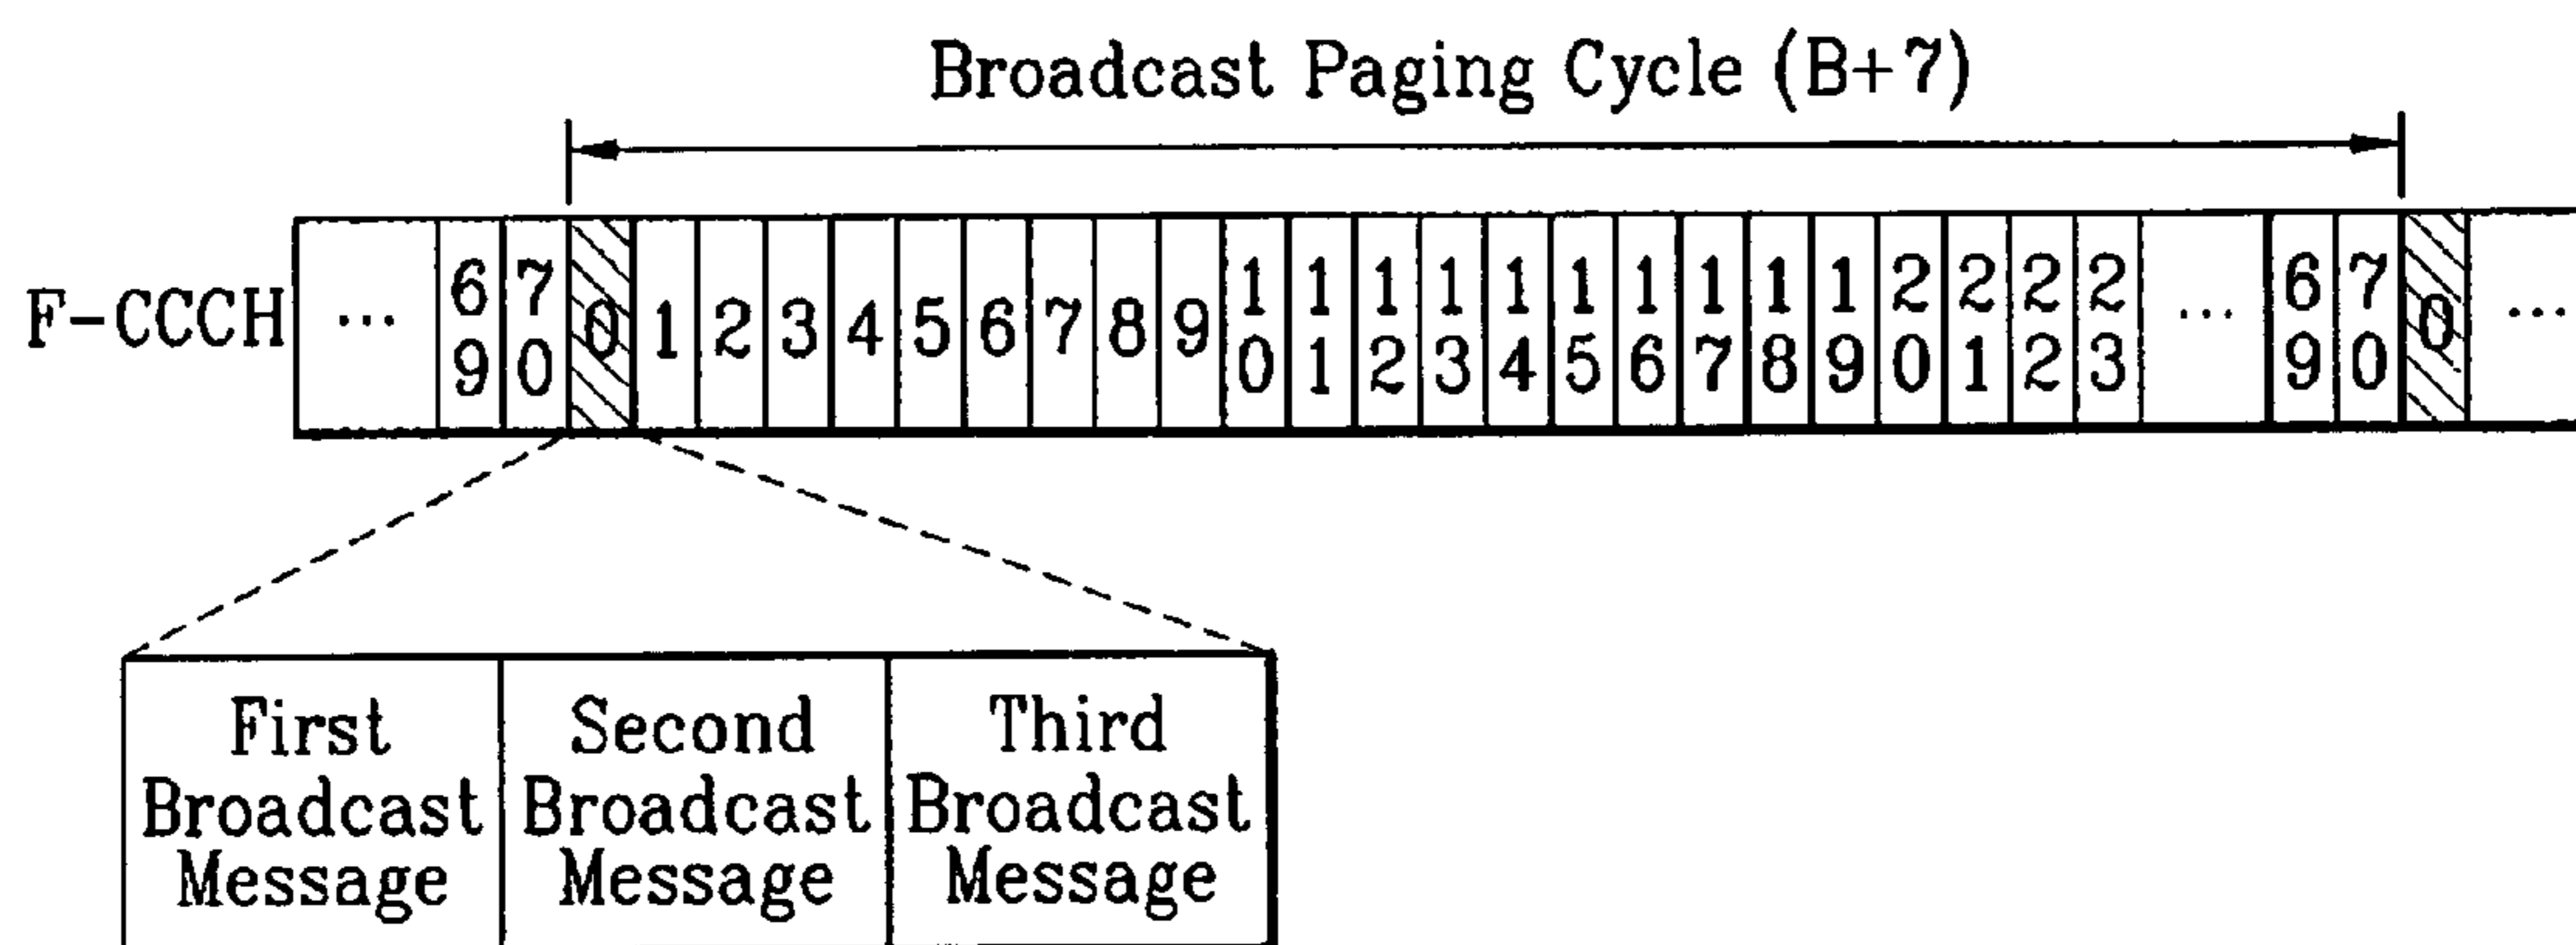 Broadcast Paging Cycle (B+7)
F-CCCH ... 69 70 0 1 2 3 4 5 6 7 8 9 10 11 12 13 14 15 16 17 18 19 20 21 22 23 ... 69 70 0 ...
First Broadcast Message
Second Broadcast Message
Third Broadcast Message